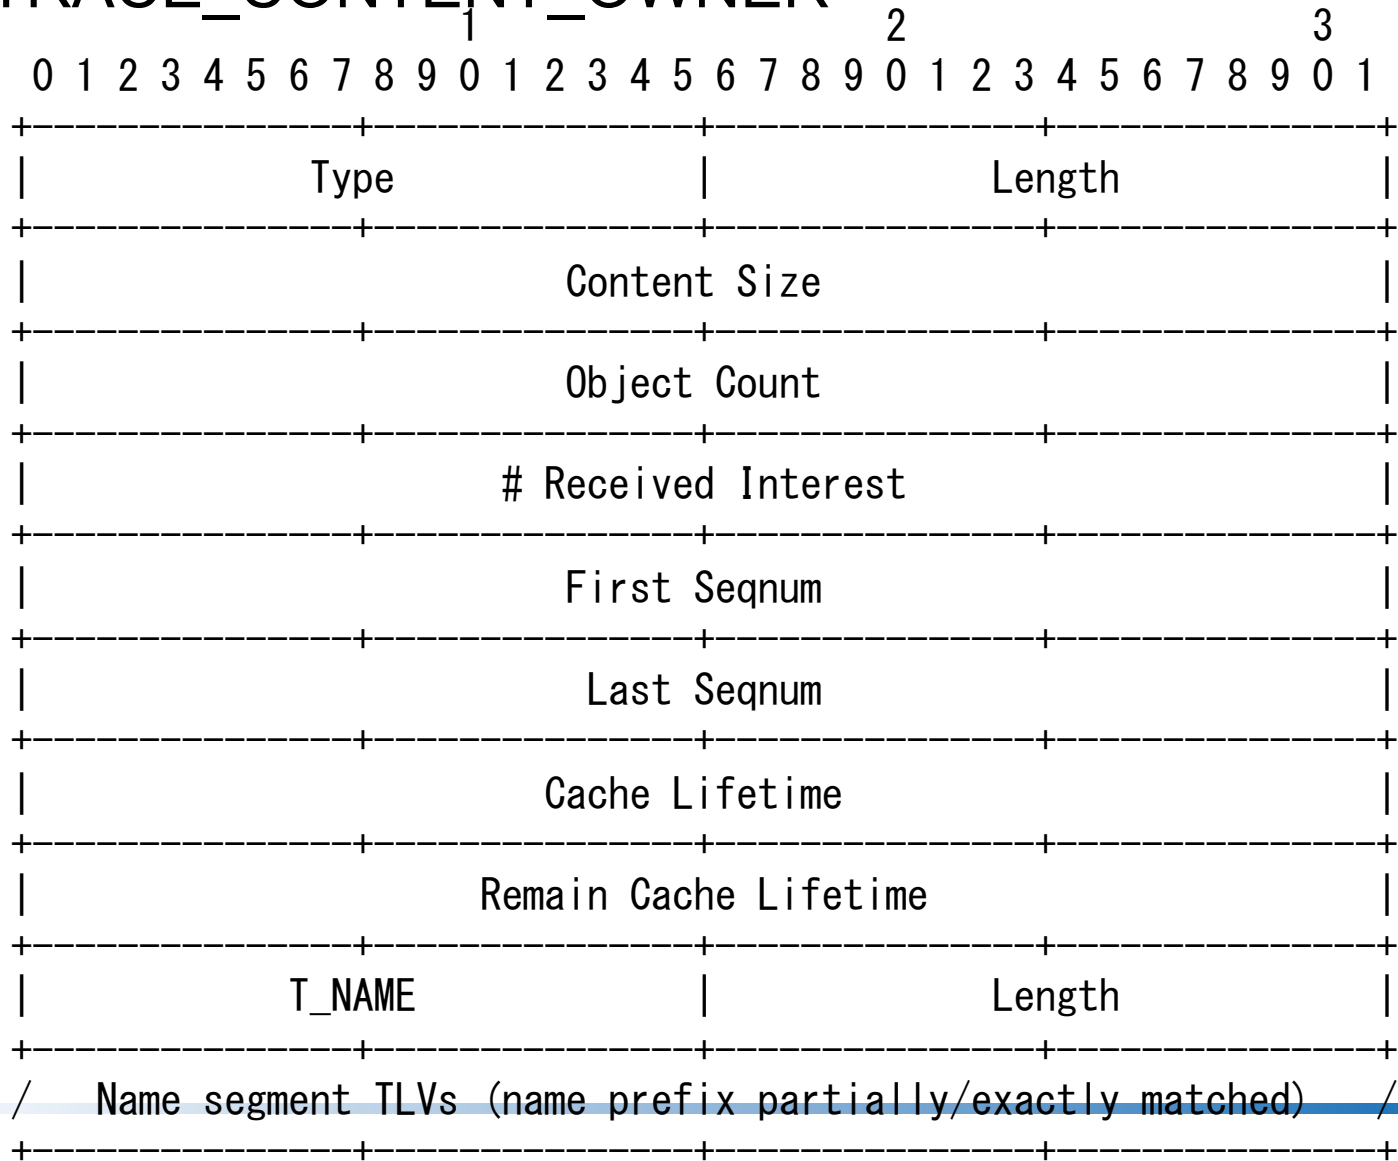 TRACE_CONTENT_OWNER
1 2 3
0 1 2 3 4 5 6 7 8 9 0 1 2 3 4 5 6 7 8 9 0 1 2 3 4 5 6 7 8 9 0 1
+---------------+---------------+---------------+---------------+
| Type | Length |
+---------------+---------------+---------------+---------------+
| Content Size |
+---------------+---------------+---------------+---------------+
| Object Count |
+---------------+---------------+---------------+---------------+
| # Received Interest |
+---------------+---------------+---------------+---------------+
| First Seqnum |
+---------------+---------------+---------------+---------------+
| Last Seqnum |
+---------------+---------------+---------------+---------------+
| Cache Lifetime |
+---------------+---------------+---------------+---------------+
| Remain Cache Lifetime |
+---------------+---------------+---------------+---------------+
| T_NAME | Length |
+---------------+---------------+---------------+---------------+
/ Name segment TLVs (name prefix partially/exactly matched) /
+---------------+---------------+---------------+---------------+